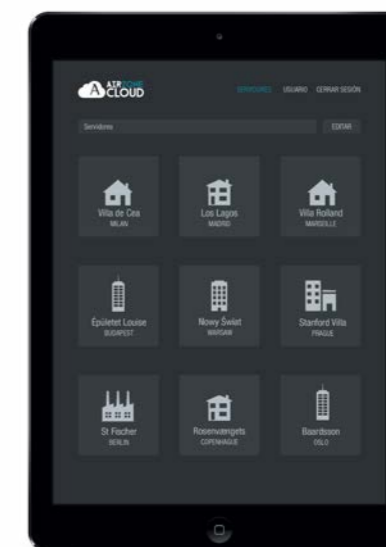 A AIRZONE
CLOUD
SERVIDORES USUARIO CERRAR SESIÓN
Servidores EDITAR
Villa de Cea
MILAN
Los Lagos
MADRID
Villa Rolland
MARSEILLE
Épületet Louise
BUDAPEST
Nowy Świat
WARSAW
Stanford Villa
PRAGUE
St Fischer
BERLIN
Rosenvængets
COPENHAGUE
Baardsson
OSLO